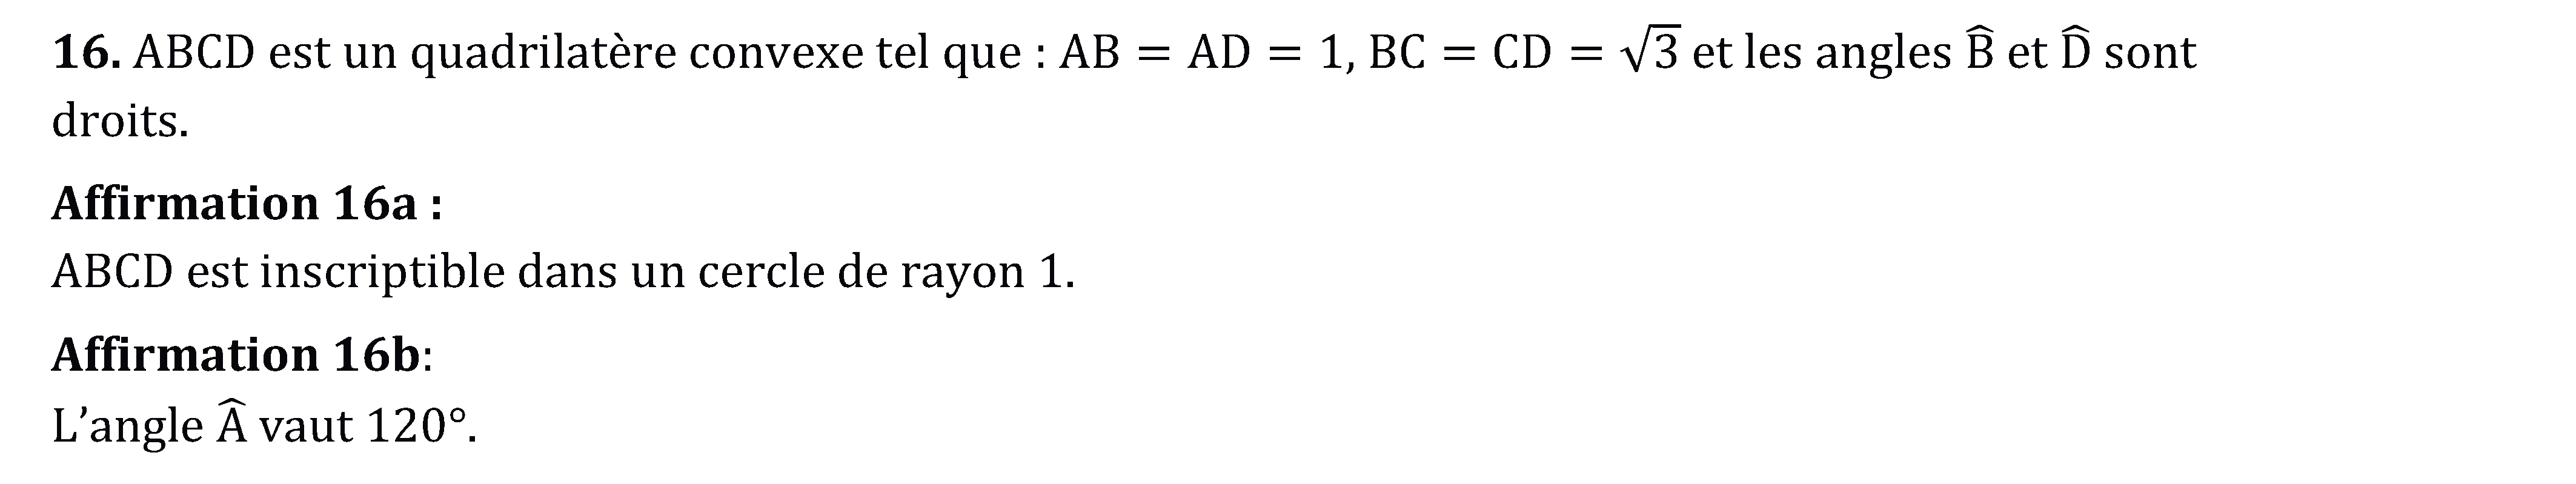 16. ABCD est un quadrilatère convexe tel que : AB = AD = 1, BC = CD = √3 et les angles B̂ et D̂ sont
droits.
Affirmation 16a :
ABCD est inscriptible dans un cercle de rayon 1.
Affirmation 16b:
L’angle Â vaut 120°.